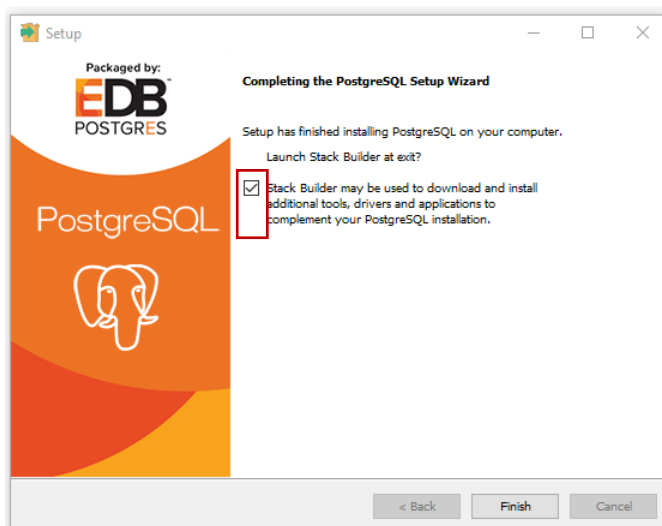 Setup
Packaged by:
EDB
POSTGRES
PostgreSQL
Completing the PostgreSQL Setup Wizard
Setup has finished installing PostgreSQL on your computer.
Launch Stack Builder at exit?
Stack Builder may be used to download and install
additional tools, drivers and applications to
complement your PostgreSQL installation.
< Back
Finish
Cancel